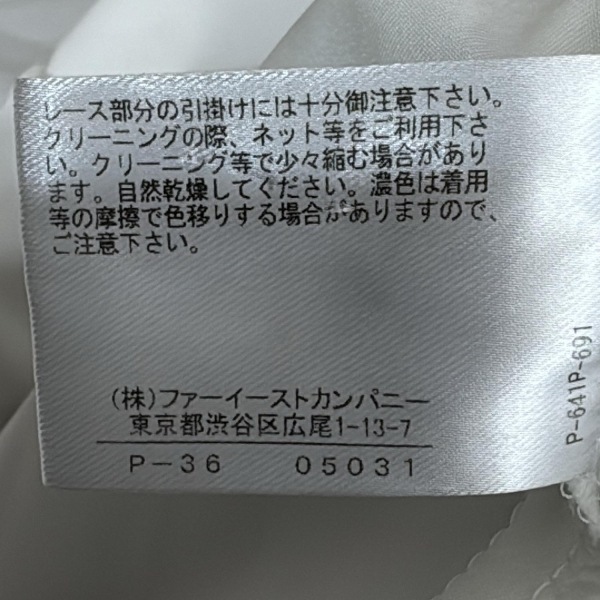 レース部分の引掛けには十分御注意下さい。
クリーニングの際、ネット等をご利用下さ
い。クリーニング等で少々縮む場合があり
ます。自然乾燥してください。濃色は着用
等の摩擦で色移りする場合がありますので、
ご注意下さい。
(株)ファーイーストカンパニー
東京都渋谷区広尾1-13-7
P-36 05031
P-641P-691